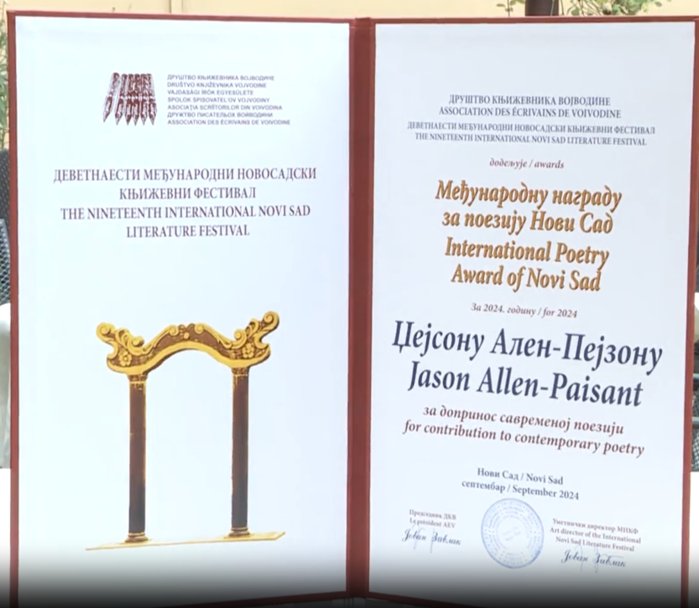 ДРУШТВО КЊИЖЕВНИКА ВОЈВОДИНЕ
DRUŠTVO KNJIŽEVNIKA VOJVODINE
VAJDASÁGI ÍRÓK EGYESÜLETE
SPOLOK SPISOVATEĽOV VOJVODINY
ASOCIAȚIA SCRIITORILOR DIN VOIVODINA
ДРУЖТВО ПИСАТЕЛЬОХ ВОЙВОДИНИ
ASSOCIATION DES ÉCRIVAINS DE VOIVODINE
ДЕВЕТНАЕСТИ МЕЂУНАРОДНИ НОВОСАДСКИ
КЊИЖЕВНИ ФЕСТИВАЛ
THE NINETEENTH INTERNATIONAL NOVI SAD
LITERATURE FESTIVAL
ДРУШТВО КЊИЖЕВНИКА ВОЈВОДИНЕ
ASSOCIATION DES ÉCRIVAINS DE VOIVODINE
ДЕВЕТНАЕСТИ МЕЂУНАРОДНИ НОВОСАДСКИ КЊИЖЕВНИ ФЕСТИВАЛ
THE NINETEENTH INTERNATIONAL NOVI SAD LITERATURE FESTIVAL
додељује / awards
Међународну награду
за поезију Нови Сад
International Poetry
Award of Novi Sad
За 2024. годину / for 2024
Џејсону Ален-Пејзону
Jason Allen-Paisant
за допринос савременој поезији
for contribution to contemporary poetry
Нови Сад / Novi Sad
септембар / September 2024
Председник ДКВ
Le président AEV
Јован Зивлак
Уметнички директор МНКФ
Art director of the International
Novi Sad Literature Festival
Јован Зивлак